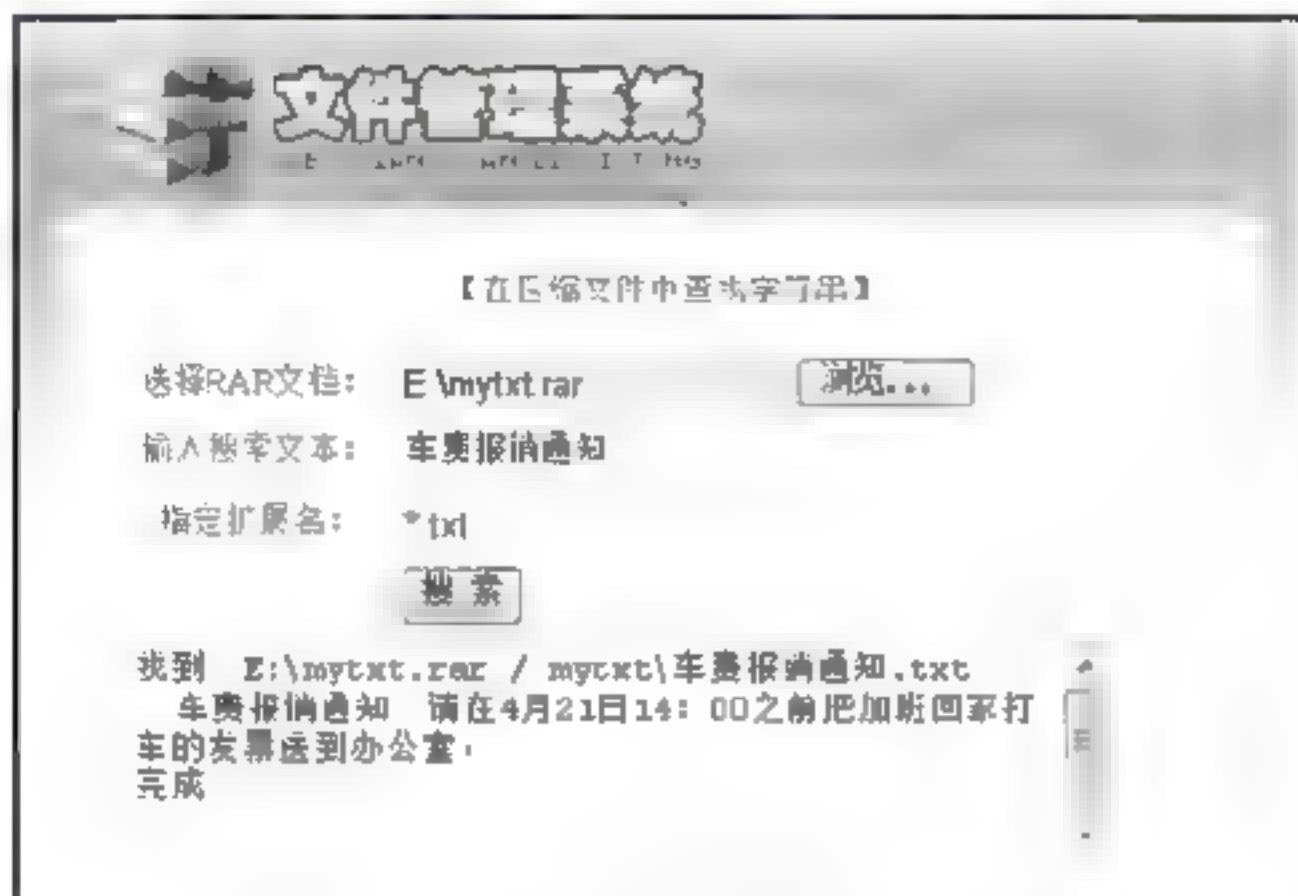 文件管理系统
【在压缩文件中查找字符串】
选择RAR文档: E:\mytxt.rar 浏览...
输入搜索文本: 车费报销通知
指定扩展名: *.txt
搜 索
找到 E:\mytxt.rar / mytxt\车费报销通知.txt
车费报销通知 请在4月21日14：00之前把加班回家打
车的发票送到办公室
完成